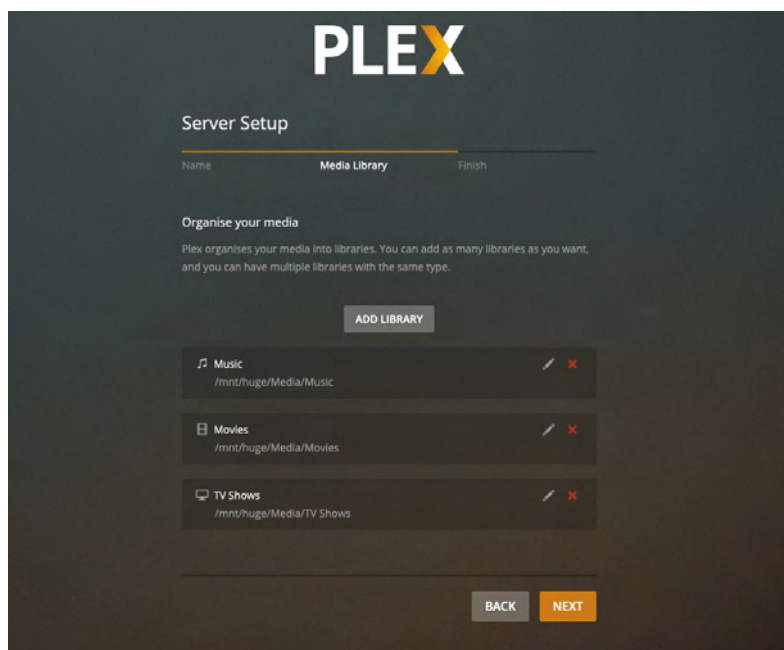 PLEX
Server Setup
Name Media Library Finish
Organise your media
Plex organises your media into libraries. You can add as many libraries as you want,
and you can have multiple libraries with the same type.
ADD LIBRARY
Music
/mnt/huge/Media/Music
Movies
/mnt/huge/Media/Movies
TV Shows
/mnt/huge/Media/TV Shows
BACK NEXT